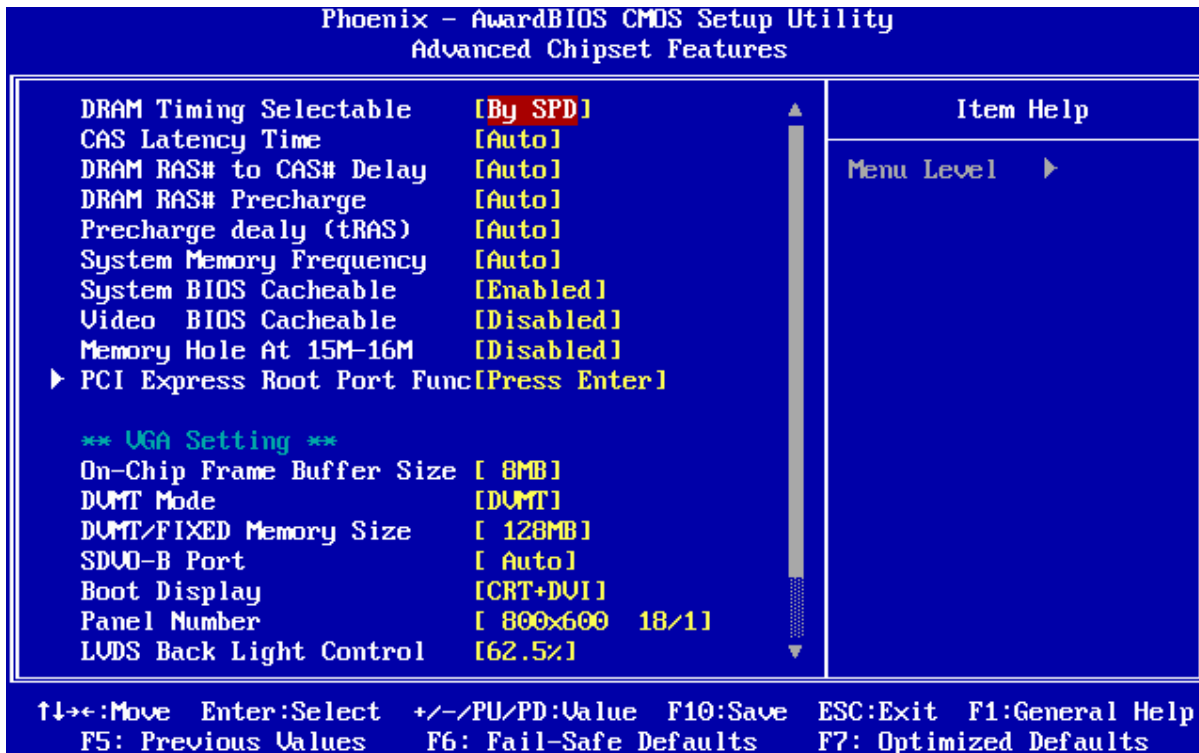 Phoenix - AwardBIOS CMOS Setup Utility
Advanced Chipset Features
DRAM Timing Selectable [By SPD]
CAS Latency Time [Auto]
DRAM RAS# to CAS# Delay [Auto]
DRAM RAS# Precharge [Auto]
Precharge dealy (tRAS) [Auto]
System Memory Frequency [Auto]
System BIOS Cacheable [Enabled]
Video BIOS Cacheable [Disabled]
Memory Hole At 15M-16M [Disabled]
PCI Express Root Port Func[Press Enter]
** VGA Setting **
On-Chip Frame Buffer Size [ 8MB]
DVMT Mode [DVMT]
DVMT/FIXED Memory Size [ 128MB]
SDVO-B Port [ Auto]
Boot Display [CRT+DVI]
Panel Number [ 800x600 18/1]
LVDS Back Light Control [62.5%]
Item Help
Menu Level
↑↓→←:Move Enter:Select +/-/PU/PD:Value F10:Save ESC:Exit F1:General Help
F5: Previous Values F6: Fail-Safe Defaults F7: Optimized Defaults